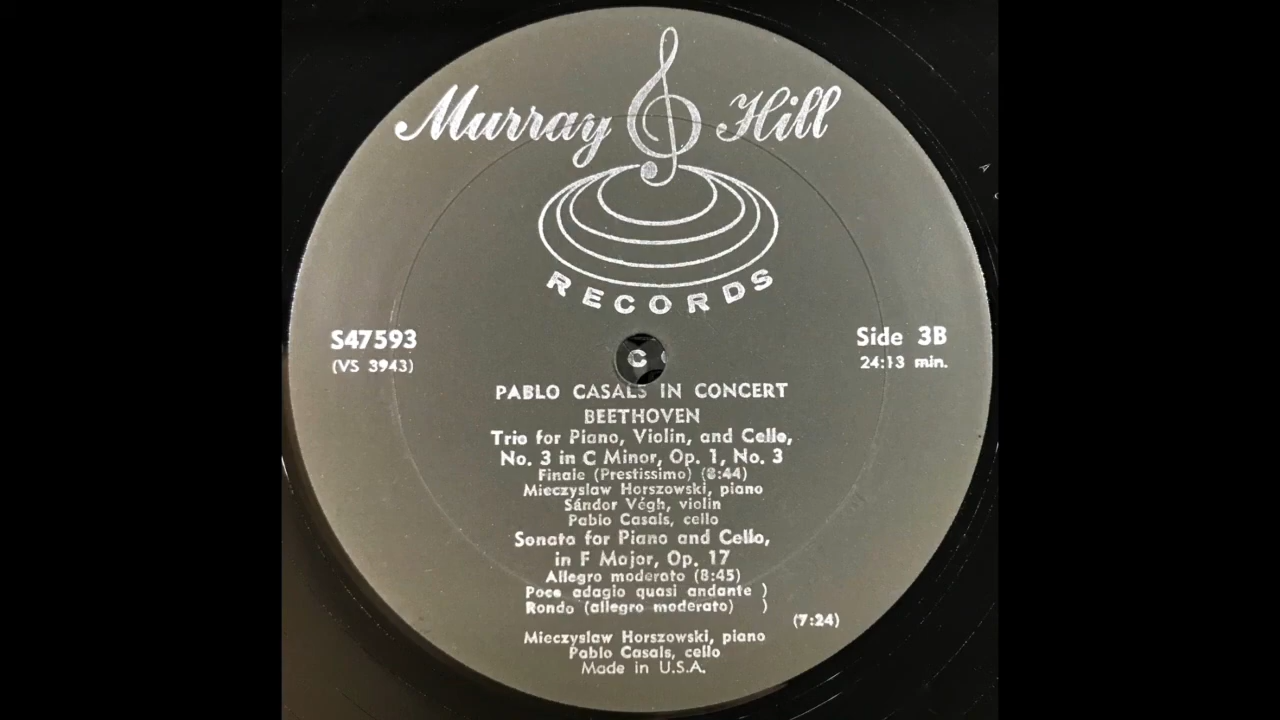 Murray Hill
RECORDS
S47593
(VS 3943)
Side 3B
24:13 min.
C
PABLO CASALS IN CONCERT
BEETHOVEN
Trio for Piano, Violin, and Cello,
No. 3 in C Minor, Op. 1, No. 3
Finale (Prestissimo) (8:44)
Mieczyslaw Horszowski, piano
Sándor Végh, violin
Pablo Casals, cello
Sonata for Piano and Cello,
in F Major, Op. 17
Allegro moderato (8:45)
Poco adagio quasi andante )
Rondo (allegro moderato) )
(7:24)
Mieczyslaw Horszowski, piano
Pablo Casals, cello
Made in U.S.A.